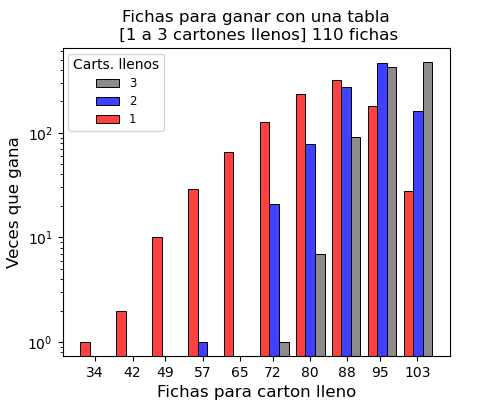 Fichas para ganar con una tabla
[1 a 3 cartones llenos] 110 fichas
Carts. llenos
3
2
1
Veces que gana
10²
10¹
10⁰
34 42 49 57 65 72 80 88 95 103
Fichas para carton lleno